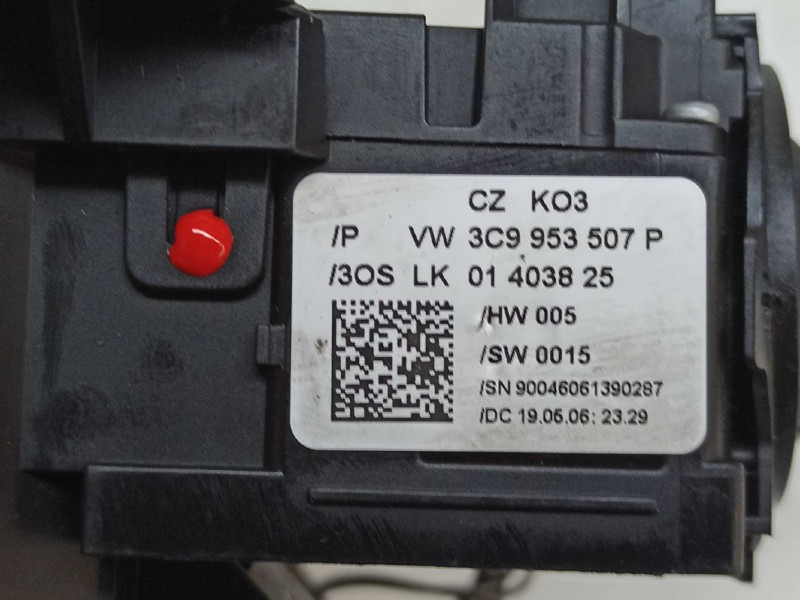 CZ KO3
/P VW 3C9 953 507 P
/3OS LK 01 4038 25
/HW 005
/SW 0015
/SN 90046061390287
/DC 19.05.06: 23.29